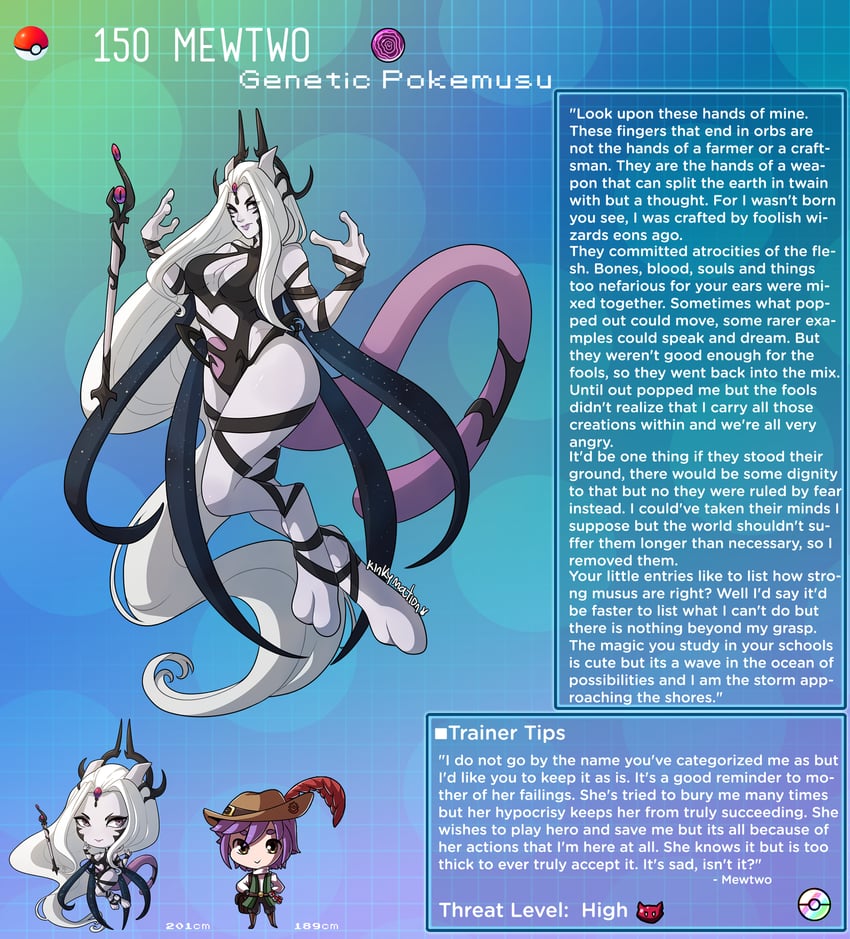 150 MEWTWO
Genetic Pokemusu
"Look upon these hands of mine.
These fingers that end in orbs are
not the hands of a farmer or a craft-
sman. They are the hands of a wea-
pon that can split the earth in twain
with but a thought. For I wasn't born
you see, I was crafted by foolish wi-
zards eons ago.
They committed atrocities of the fle-
sh. Bones, blood, souls and things
too nefarious for your ears were mi-
xed together. Sometimes what pop-
ped out could move, some rarer exa-
mples could speak and dream. But
they weren't good enough for the
fools, so they went back into the mix.
Until out popped me but the fools
didn't realize that I carry all those
creations within and we're all very
angry.
It'd be one thing if they stood their
ground, there would be some dignity
to that but no they were ruled by fear
instead. I could've taken their minds I
suppose but the world shouldn't su-
ffer them longer than necessary, so I
removed them.
Your little entries like to list how stro-
ng musus are right? Well I'd say it'd
be faster to list what I can't do but
there is nothing beyond my grasp.
The magic you study in your schools
is cute but its a wave in the ocean of
possibilities and I am the storm app-
roaching the shores."
kinkymation
■Trainer Tips
"I do not go by the name you've categorized me as but
I'd like you to keep it as is. It's a good reminder to mo-
ther of her failings. She's tried to bury me many times
but her hypocrisy keeps her from truly succeeding. She
wishes to play hero and save me but its all because of
her actions that I'm here at all. She knows it but is too
thick to ever truly accept it. It's sad, isn't it?"
- Mewtwo
Threat Level: High
201cm
189cm